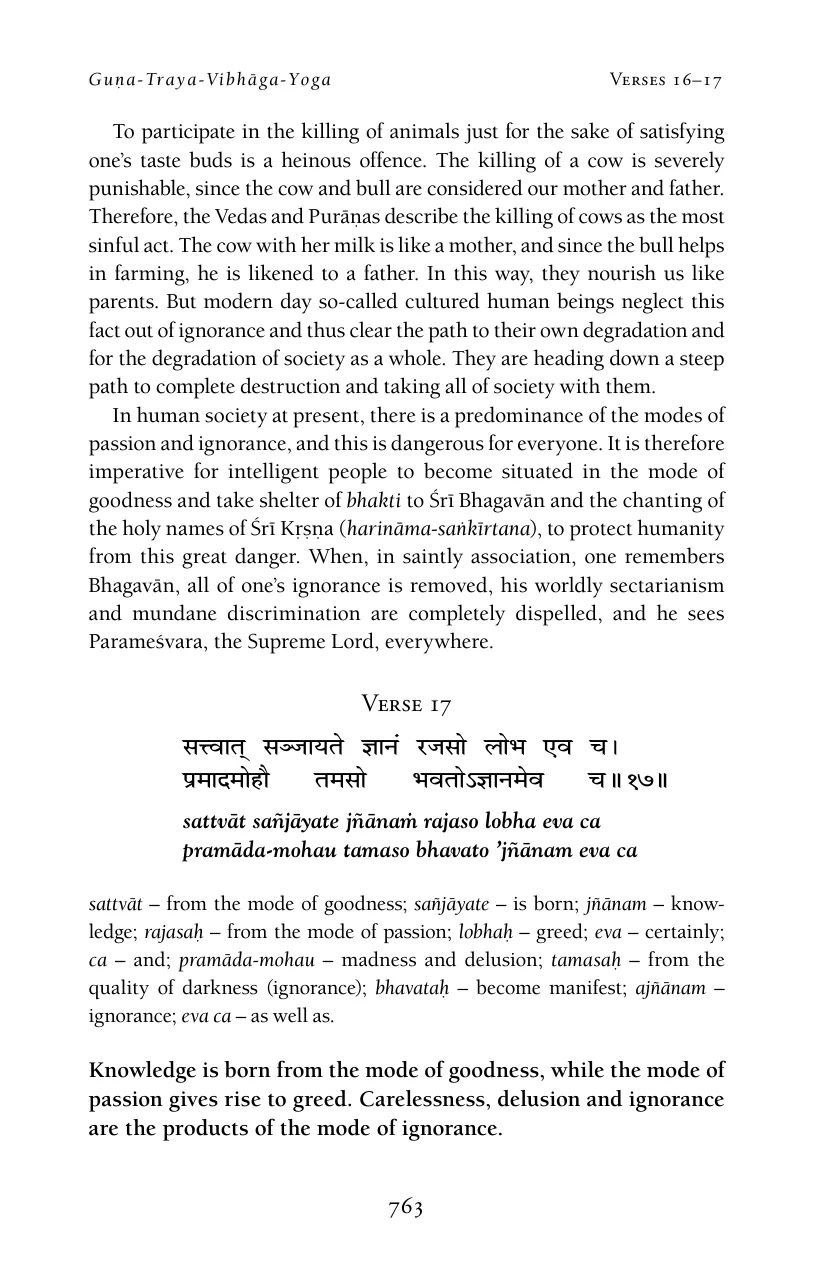 Guṇa-Traya-Vibhāga-Yoga Verses 16–17
To participate in the killing of animals just for the sake of satisfying
one’s taste buds is a heinous offence. The killing of a cow is severely
punishable, since the cow and bull are considered our mother and father.
Therefore, the Vedas and Purāṇas describe the killing of cows as the most
sinful act. The cow with her milk is like a mother, and since the bull helps
in farming, he is likened to a father. In this way, they nourish us like
parents. But modern day so-called cultured human beings neglect this
fact out of ignorance and thus clear the path to their own degradation and
for the degradation of society as a whole. They are heading down a steep
path to complete destruction and taking all of society with them.
In human society at present, there is a predominance of the modes of
passion and ignorance, and this is dangerous for everyone. It is therefore
imperative for intelligent people to become situated in the mode of
goodness and take shelter of bhakti to Śrī Bhagavān and the chanting of
the holy names of Śrī Kṛṣṇa (harināma-saṅkīrtana), to protect humanity
from this great danger. When, in saintly association, one remembers
Bhagavān, all of one’s ignorance is removed, his worldly sectarianism
and mundane discrimination are completely dispelled, and he sees
Parameśvara, the Supreme Lord, everywhere.
Verse 17
सत्त्वात् सञ्जायते ज्ञानं रजसो लोभ एव च।
प्रमादमोहौ तमसो भवतोऽज्ञानमेव च॥१७॥
sattvāt sañjāyate jñānaṁ rajaso lobha eva ca
pramāda-mohau tamaso bhavato ’jñānam eva ca
sattvāt – from the mode of goodness; sañjāyate – is born; jñānam – know-
ledge; rajasaḥ – from the mode of passion; lobhaḥ – greed; eva – certainly;
ca – and; pramāda-mohau – madness and delusion; tamasaḥ – from the
quality of darkness (ignorance); bhavataḥ – become manifest; ajñānam –
ignorance; eva ca – as well as.
Knowledge is born from the mode of goodness, while the mode of
passion gives rise to greed. Carelessness, delusion and ignorance
are the products of the mode of ignorance.
763